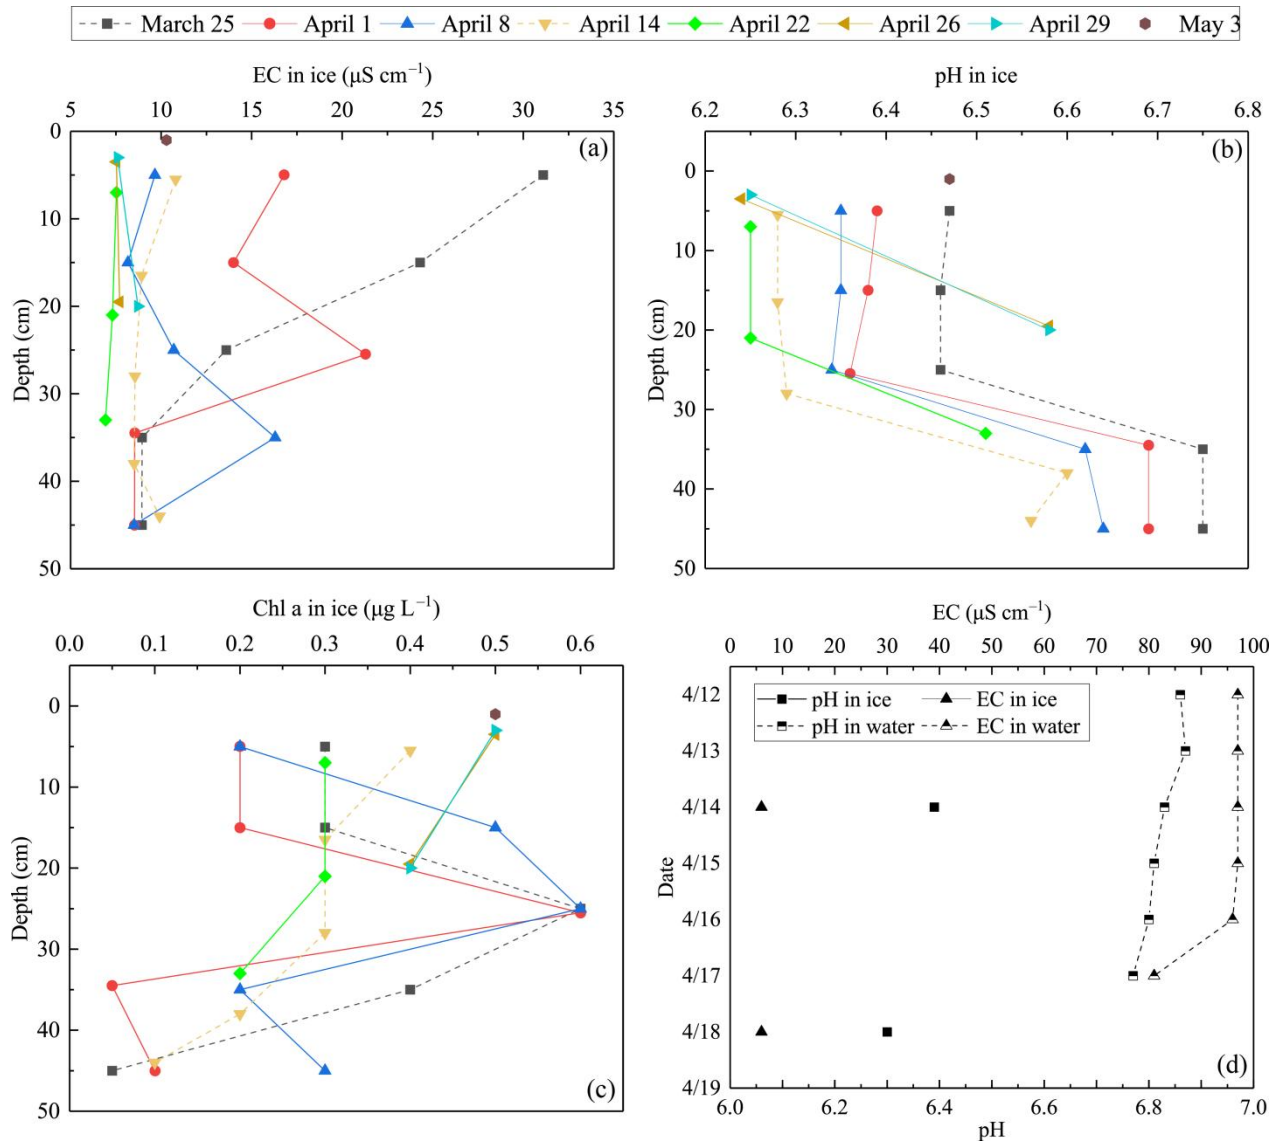 March 25 April 1 April 8 April 14 April 22 April 26 April 29 May 3
EC in ice (μS cm⁻¹)
5 10 15 20 25 30 35
(a)
0
10
20
30
40
50
Depth (cm)
pH in ice
6.2 6.3 6.4 6.5 6.6 6.7 6.8
(b)
0
10
20
30
40
50
Depth (cm)
Chl a in ice (μg L⁻¹)
0.0 0.1 0.2 0.3 0.4 0.5 0.6
0
10
20
30
40
50
Depth (cm)
(c)
EC (μS cm⁻¹)
0 10 20 30 40 50 60 70 80 90 100
pH in ice EC in ice
pH in water EC in water
4/12
4/13
4/14
4/15
4/16
4/17
4/18
4/19
Date
(d)
6.0 6.2 6.4 6.6 6.8 7.0
pH